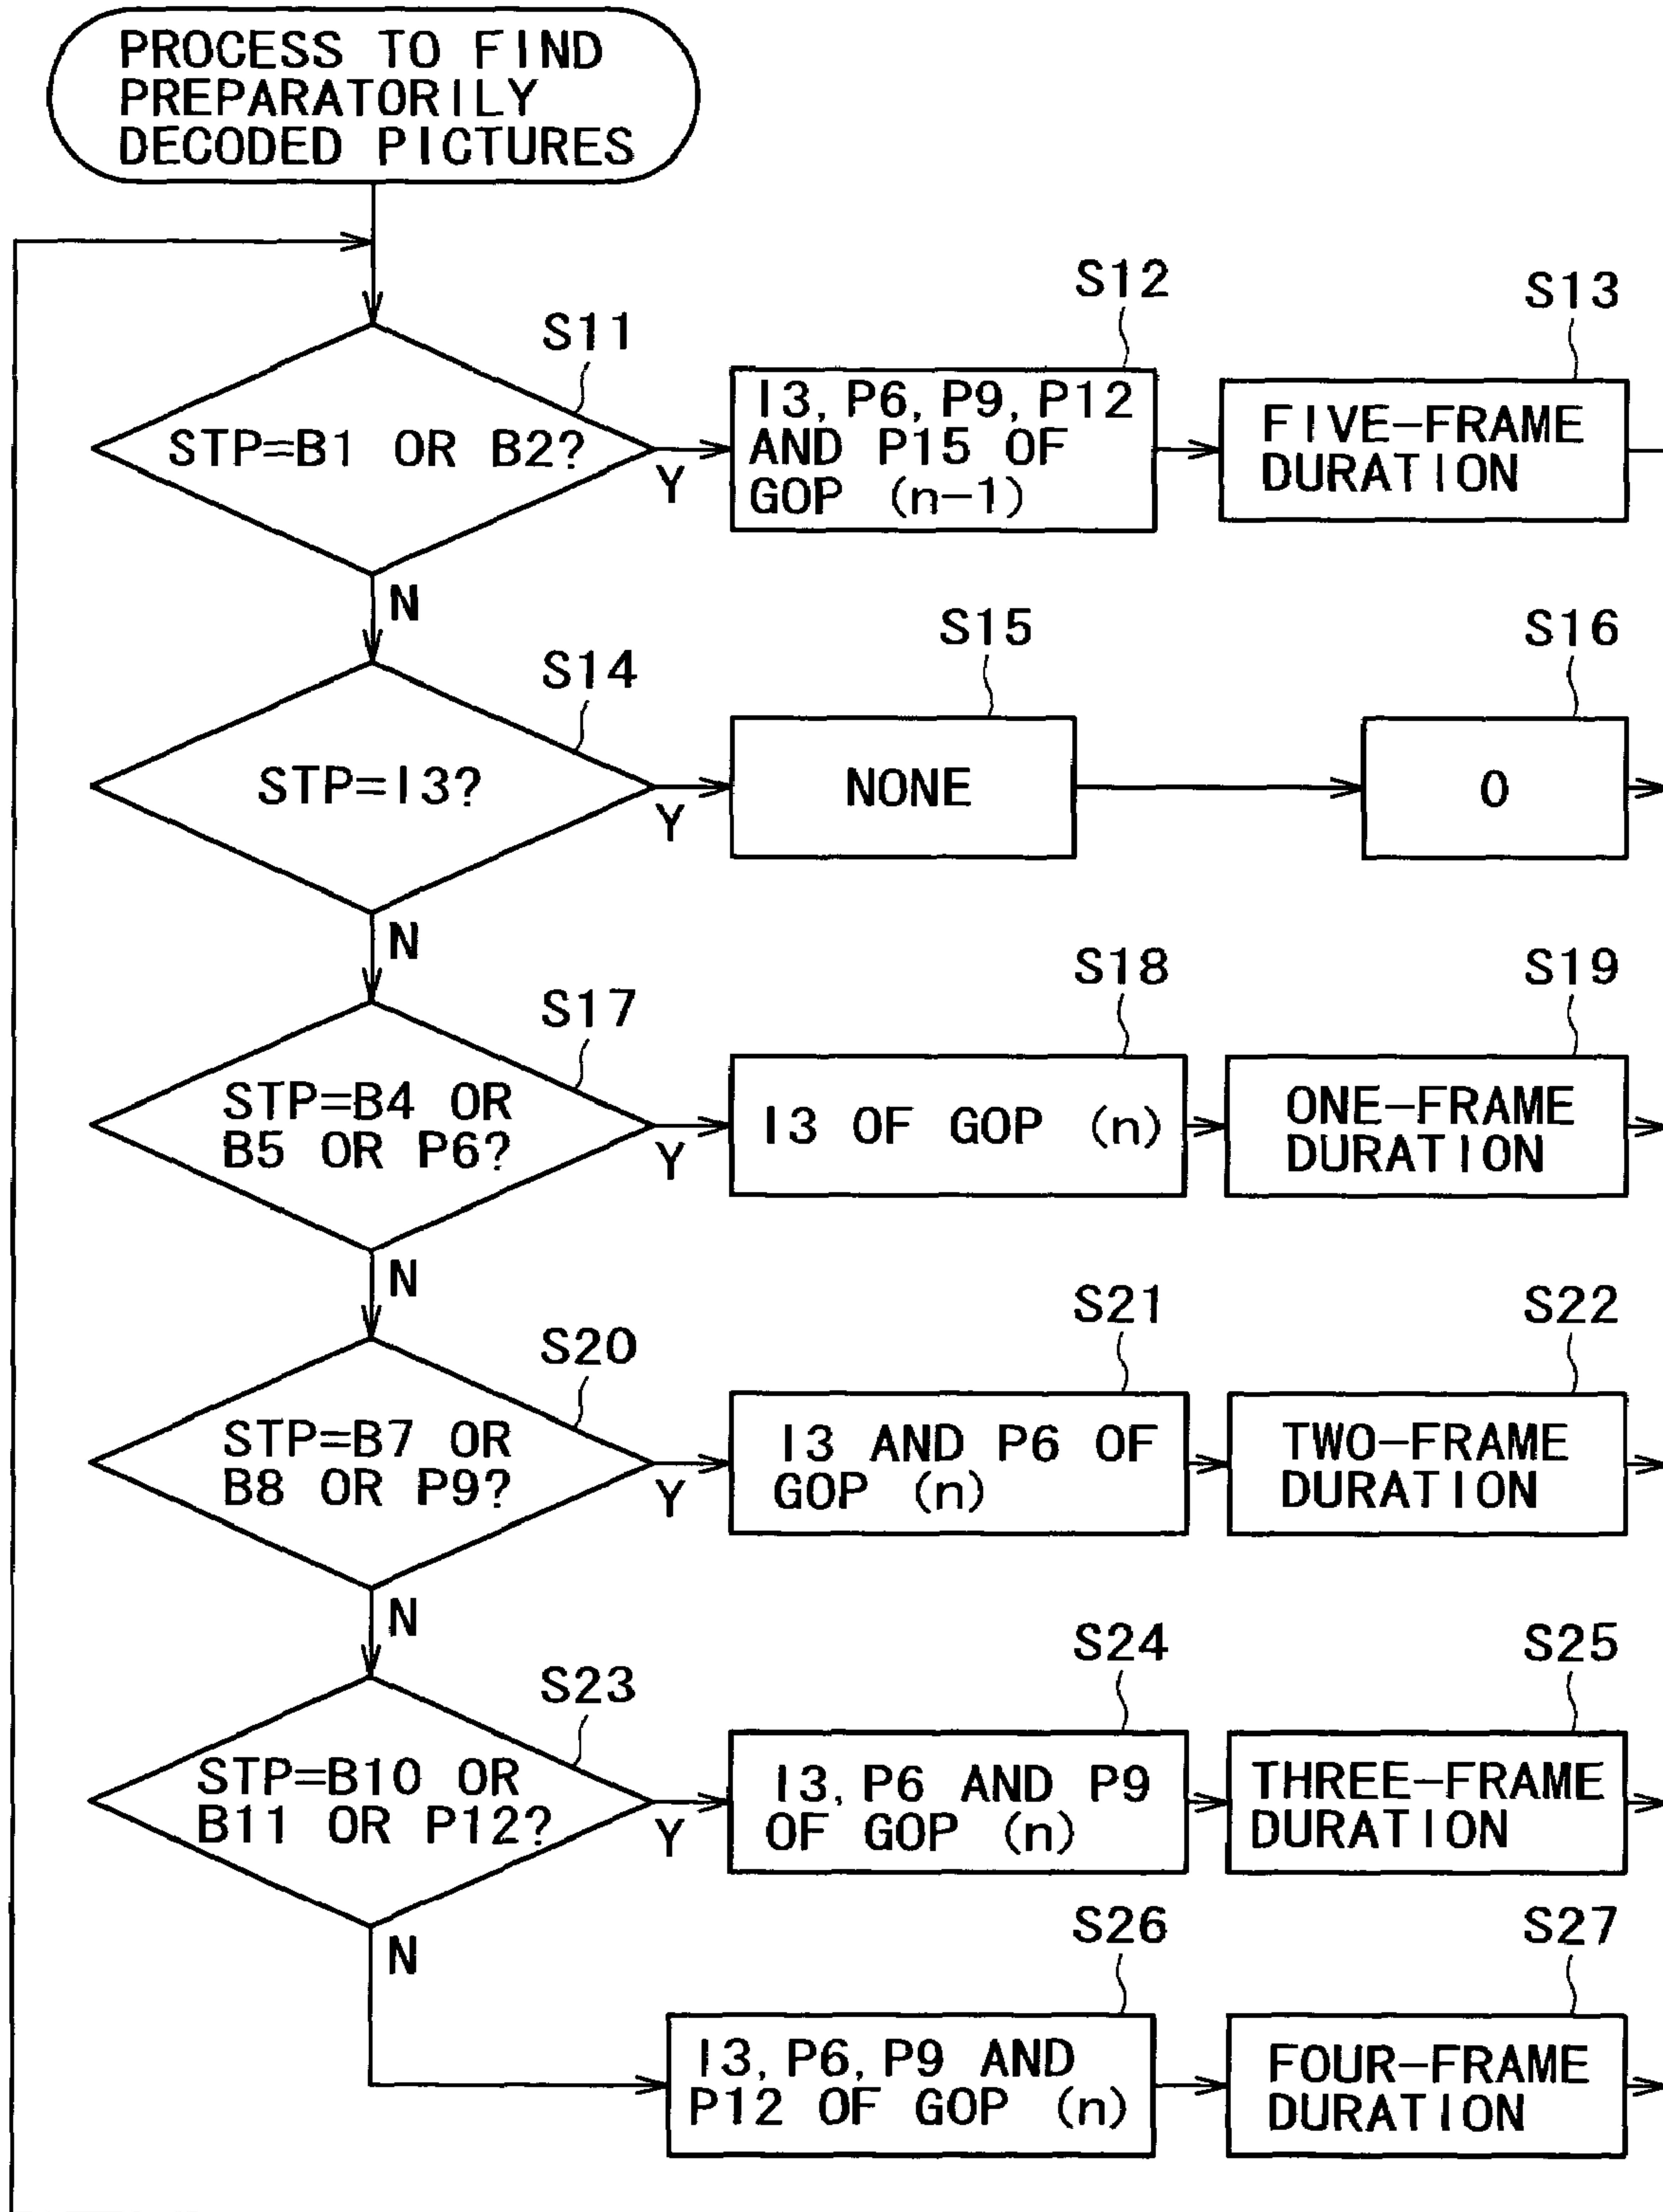 PROCESS TO FIND
PREPARATORILY
DECODED PICTURES
S11
STP=B1 OR B2?
Y
N
S12
I3, P6, P9, P12
AND P15 OF
GOP (n-1)
S13
FIVE-FRAME
DURATION
S14
STP=I3?
Y
N
S15
NONE
S16
0
S17
STP=B4 OR
B5 OR P6?
Y
N
S18
I3 OF GOP (n)
S19
ONE-FRAME
DURATION
S20
STP=B7 OR
B8 OR P9?
Y
N
S21
I3 AND P6 OF
GOP (n)
S22
TWO-FRAME
DURATION
S23
STP=B10 OR
B11 OR P12?
Y
N
S24
I3, P6 AND P9
OF GOP (n)
S25
THREE-FRAME
DURATION
S26
I3, P6, P9 AND
P12 OF GOP (n)
S27
FOUR-FRAME
DURATION